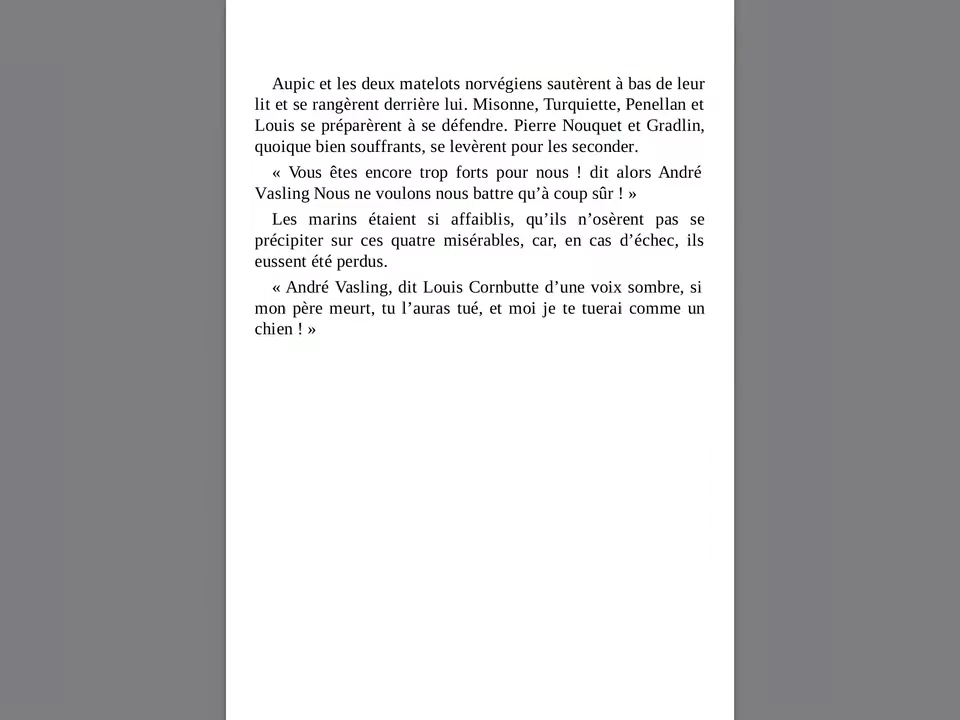 Aupic et les deux matelots norvégiens sautèrent à bas de leur
lit et se rangèrent derrière lui. Misonne, Turquiette, Penellan et
Louis se préparèrent à se défendre. Pierre Nouquet et Gradlin,
quoique bien souffrants, se levèrent pour les seconder.
« Vous êtes encore trop forts pour nous ! dit alors André
Vasling Nous ne voulons nous battre qu’à coup sûr ! »
Les marins étaient si affaiblis, qu’ils n’osèrent pas se
précipiter sur ces quatre misérables, car, en cas d’échec, ils
eussent été perdus.
« André Vasling, dit Louis Cornbutte d’une voix sombre, si
mon père meurt, tu l’auras tué, et moi je te tuerai comme un
chien ! »